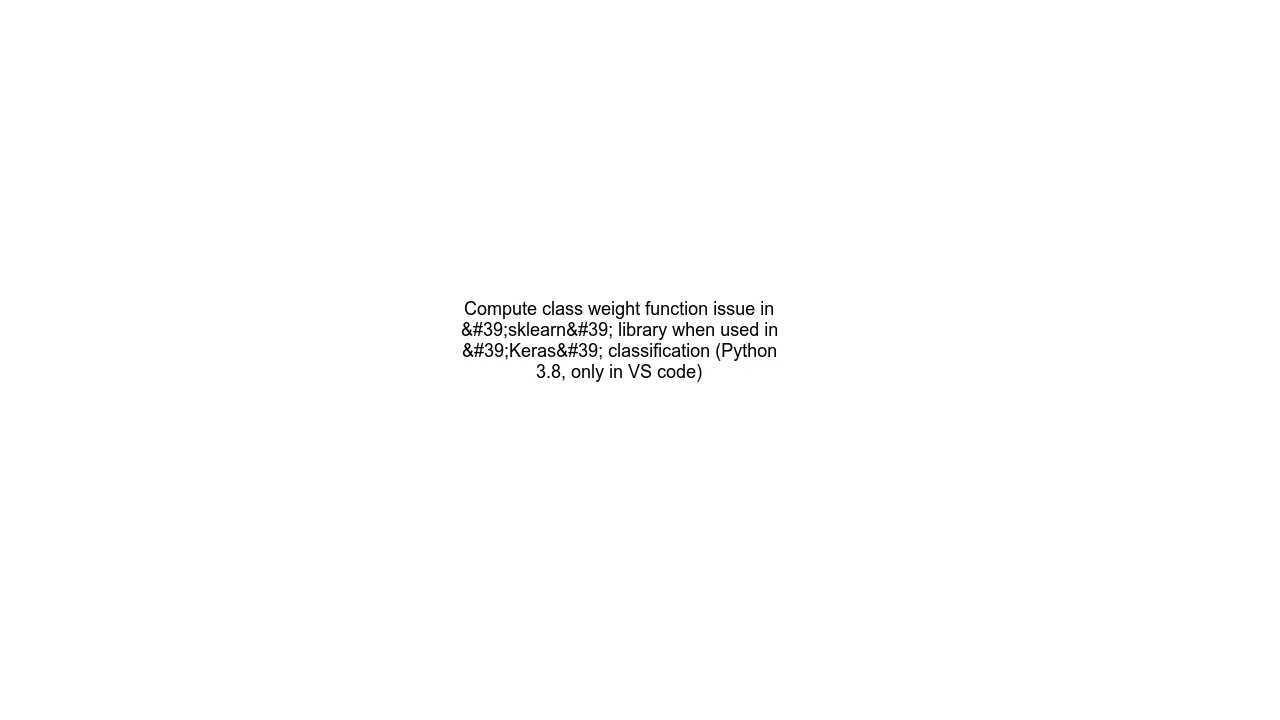 Compute class weight function issue in
&#39;sklearn&#39; library when used in
&#39;Keras&#39; classification (Python
3.8, only in VS code)